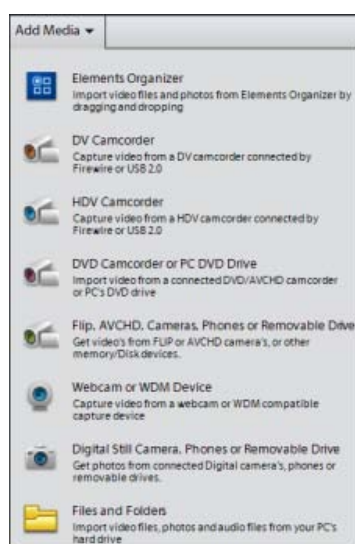 Add Media
Elements Organizer
Import video files and photos from Elements Organizer by
dragging and dropping
DV Camcorder
Capture video from a DV camcorder connected by
Firewire or USB 2.0
HDV Camcorder
Capture video from a HDV camcorder connected by
Firewire or USB 2.0
DVD Camcorder or PC DVD Drive
Import video from a connected DVD/AVCHD camcorder
or PC's DVD drive
Flip, AVCHD, Cameras, Phones or Removable Drive
Get video's from FLIP or AVCHD camera's, or other
memory/Disk devices.
Webcam or WDM Device
Capture video from a webcam or WDM compatible
capture device
Digital Still Camera, Phones or Removable Drive
Get photos from connected Digital camera's, phones or
removable drives.
Files and Folders
Import video files, photos and audio files from your PC's
hard drive